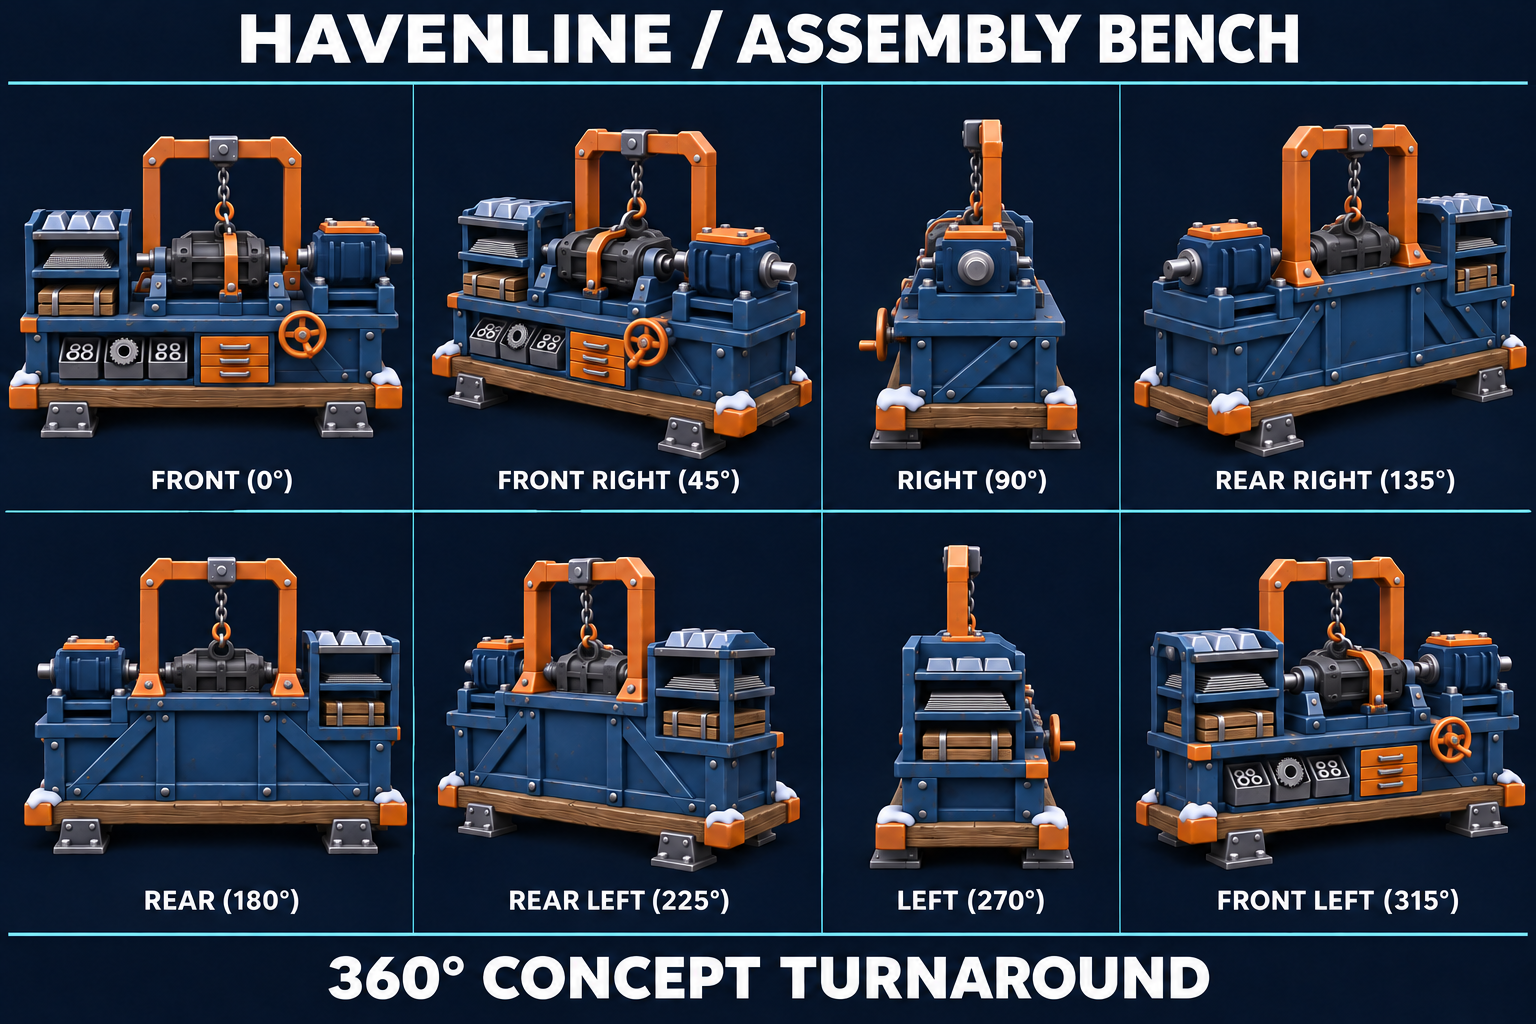 HAVENLINE / ASSEMBLY BENCH
FRONT (0°)
FRONT RIGHT (45°)
RIGHT (90°)
REAR RIGHT (135°)
REAR (180°)
REAR LEFT (225°)
LEFT (270°)
FRONT LEFT (315°)
360° CONCEPT TURNAROUND